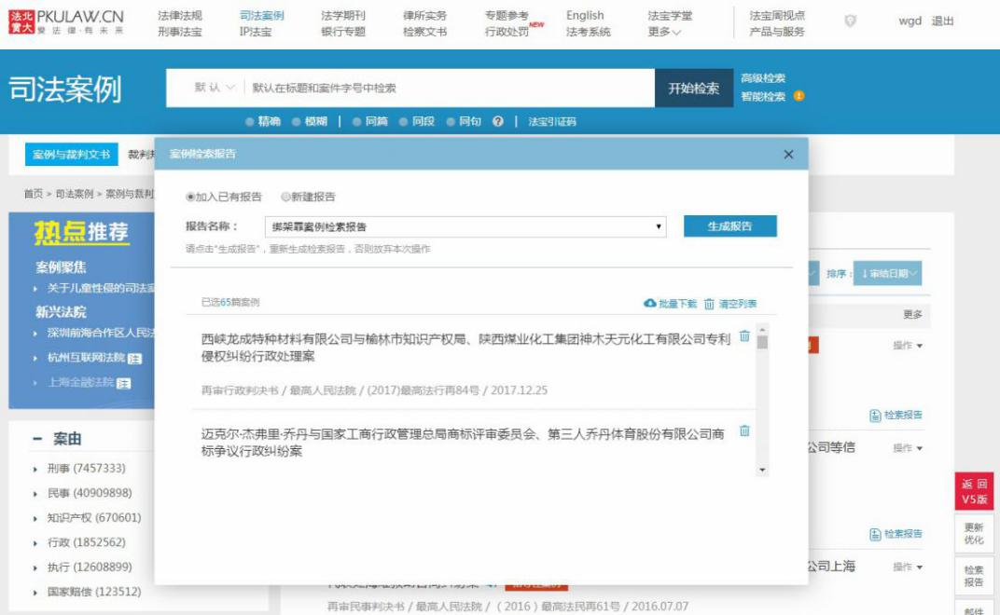 法北宝大 PKULAW.CN 爱法律·有未来
法律法规 司法案例 法学期刊 律所实务 专题参考 English 法宝学堂 法宝周视点
刑事法宝 IP法宝 银行专题 检察文书 行政处罚 NEW 法考系统 更多 产品与服务
wgd 退出
司法案例
默认 默认在标题和案件字号中检索 开始检索
高级检索
智能检索
精确 模糊 | 同篇 同段 同句 ? | 法宝引证码
案例与裁判文书 裁判
首页 > 司法案例 > 案例与裁判
热点推荐
案例聚焦
关于儿童性侵的司法案
新兴法院
深圳前海合作区人民法
杭州互联网法院 注
上海金融法院 注
案由
刑事 (7457333)
民事 (40909898)
知识产权 (670601)
行政 (1852562)
执行 (12608899)
国家赔偿 (123512)
案例检索报告 ×
加入已有报告 新建报告
报告名称： 绑架罪案例检索报告 生成报告
请点击"生成报告"，重新生成检索报告，否则放弃本次操作
已选65篇案例 批量下载 清空列表
西峡龙成特种材料有限公司与榆林市知识产权局、陕西煤业化工集团神木天元化工有限公司专利
侵权纠纷行政处理案
再审行政判决书 / 最高人民法院 / (2017)最高法行再84号 / 2017.12.25
迈克尔·杰弗里·乔丹与国家工商行政管理总局商标评审委员会、第三人乔丹体育股份有限公司商
标争议行政纠纷案
排序： ↓审结日期
更多
操作
检索报告
公司等信 操作
检索报告
公司上海 操作
再审民事判决书 / 最高人民法院 / （2016）最高法民再61号 / 2016.07.07
返回
V5版
更新
优化
检索
报告
邮件